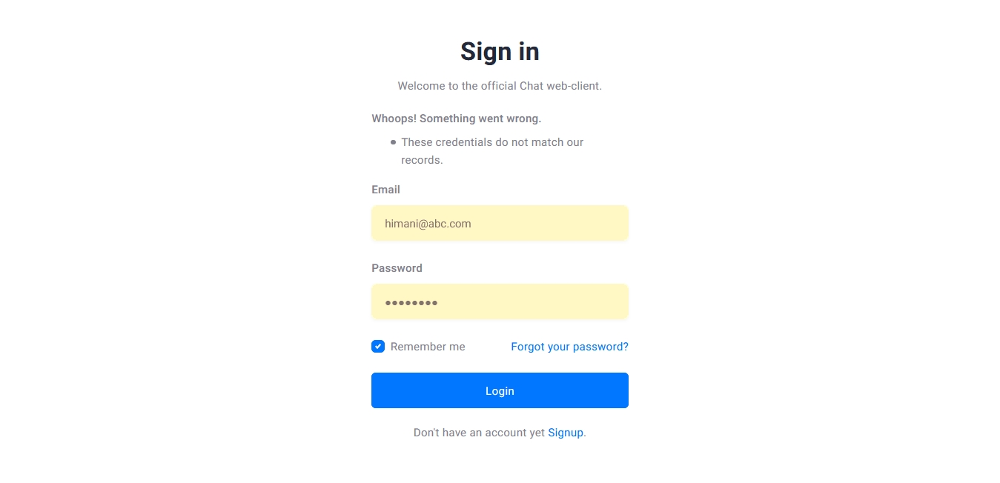 Sign in
Welcome to the official Chat web-client.
Whoops! Something went wrong.
These credentials do not match our
records.
Email
himani@abc.com
Password
••••••••
Remember me Forgot your password?
Login
Don't have an account yet Signup.